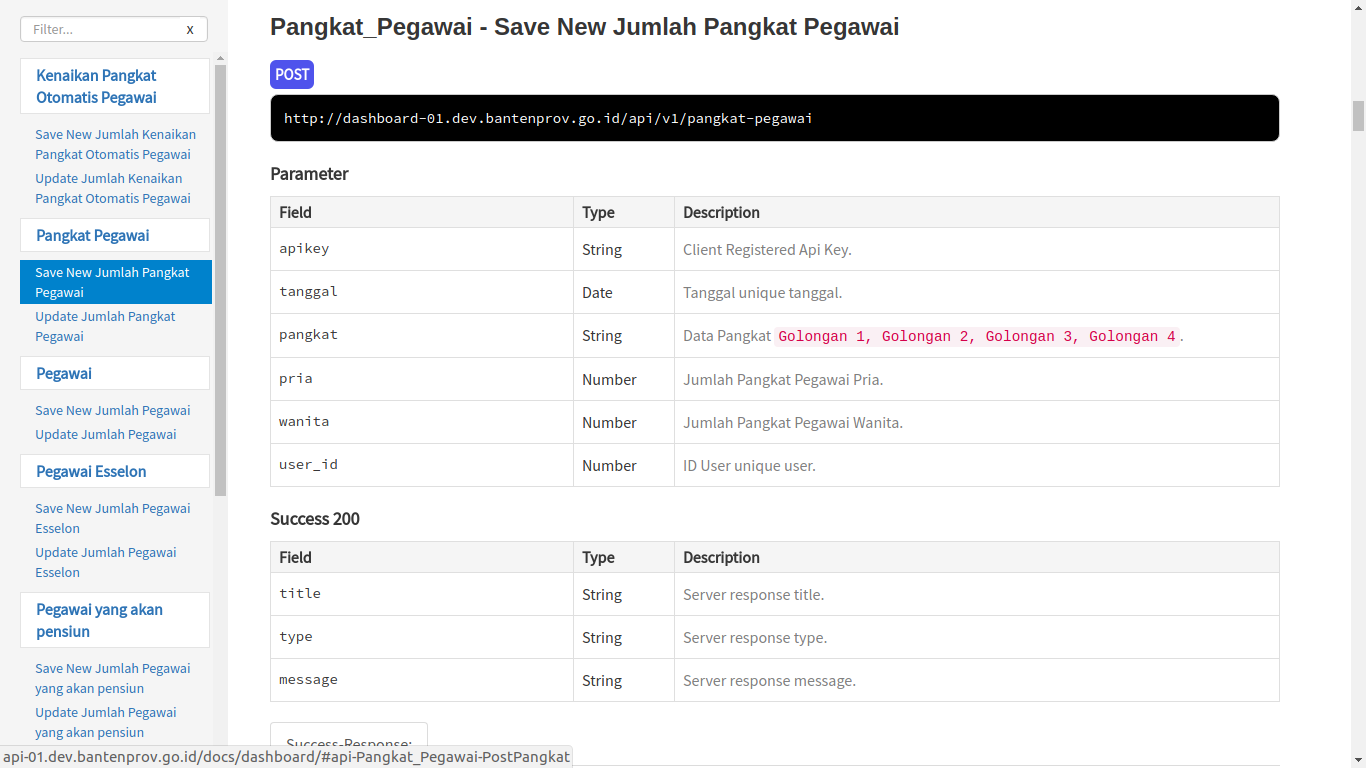 Filter...
x
Kenaikan Pangkat
Otomatis Pegawai
Save New Jumlah Kenaikan
Pangkat Otomatis Pegawai
Update Jumlah Kenaikan
Pangkat Otomatis Pegawai
Pangkat Pegawai
Save New Jumlah Pangkat
Pegawai
Update Jumlah Pangkat
Pegawai
Pegawai
Save New Jumlah Pegawai
Update Jumlah Pegawai
Pegawai Esselon
Save New Jumlah Pegawai
Esselon
Update Jumlah Pegawai
Esselon
Pegawai yang akan
pensiun
Save New Jumlah Pegawai
yang akan pensiun
Update Jumlah Pegawai
yang akan pensiun
Pangkat_Pegawai - Save New Jumlah Pangkat Pegawai
POST
http://dashboard-01.dev.bantenprov.go.id/api/v1/pangkat-pegawai
Parameter
Field Type Description
apikey String Client Registered Api Key.
tanggal Date Tanggal unique tanggal.
pangkat String Data Pangkat Golongan 1, Golongan 2, Golongan 3, Golongan 4 .
pria Number Jumlah Pangkat Pegawai Pria.
wanita Number Jumlah Pangkat Pegawai Wanita.
user_id Number ID User unique user.
Success 200
Field Type Description
title String Server response title.
type String Server response type.
message String Server response message.
Success-Response:
api-01.dev.bantenprov.go.id/docs/dashboard/#api-Pangkat_Pegawai-PostPangkat